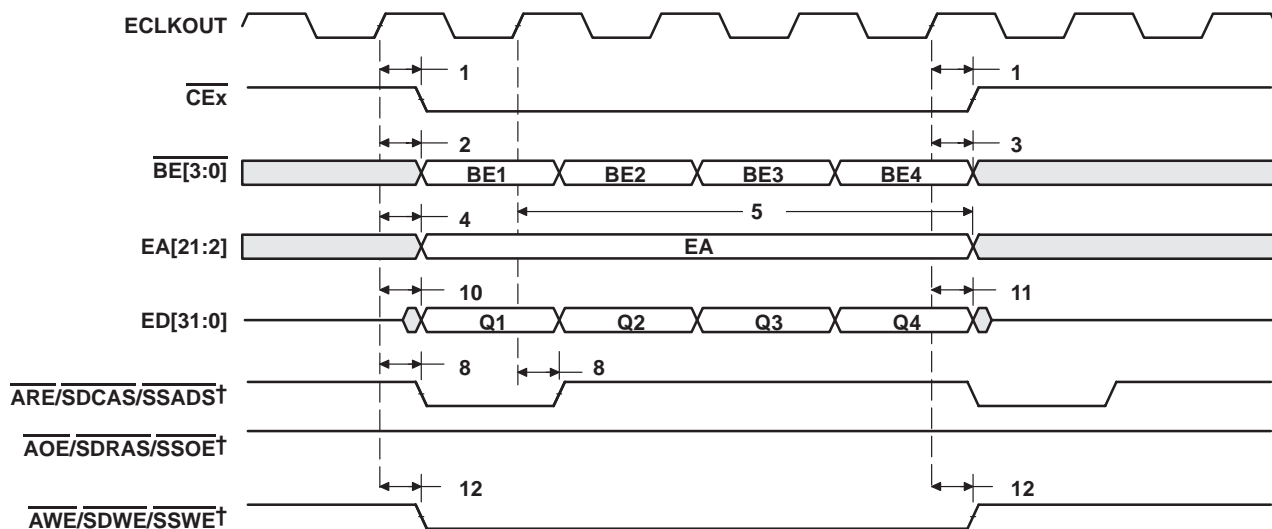 ECLKOUT
1 1
CEx
2 3
BE[3:0] BE1 BE2 BE3 BE4
4 5
EA[21:2] EA
10 11
ED[31:0] Q1 Q2 Q3 Q4
8 8
ARE/SDCAS/SSADS†
AOE/SDRAS/SSOE†
12 12
AWE/SDWE/SSWE†